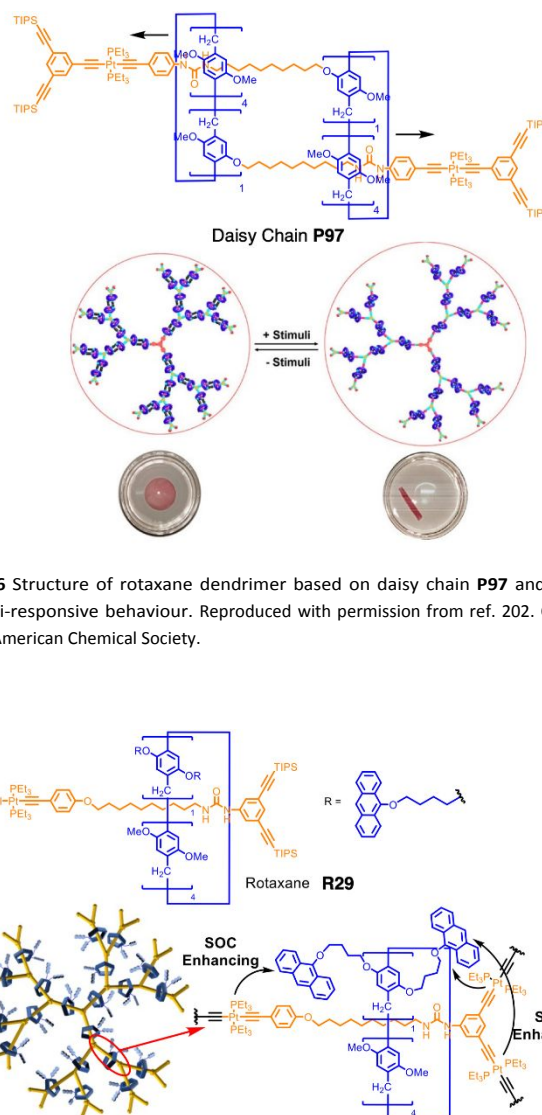 TIPS
TIPS
PEt3
Pt
PEt3
N
H
O
H2C
MeO
OMe
4
H2C
MeO
O
1
O
OMe
1
H2C
MeO
OMe
4
O
H
N
PEt3
Pt
PEt3
TIPS
TIPS
Daisy Chain P97
+ Stimuli
- Stimuli
6 Structure of rotaxane dendrimer based on daisy chain P97 and
i-responsive behaviour. Reproduced with permission from ref. 202.
American Chemical Society.
RO
OR
H2C
1
MeO
OMe
H2C
4
PEt3
Pt
PEt3
O
O
N
H
N
H
TIPS
TIPS
R =
O
Rotaxane R29
SOC
Enhancing
O
O
O
O
H2C
1
MeO
OMe
H2C
4
PEt3
Pt
PEt3
O
O
N
H
N
H
Et3P
Pt
PEt3
PEt3
Pt
Et3P
S
Enha